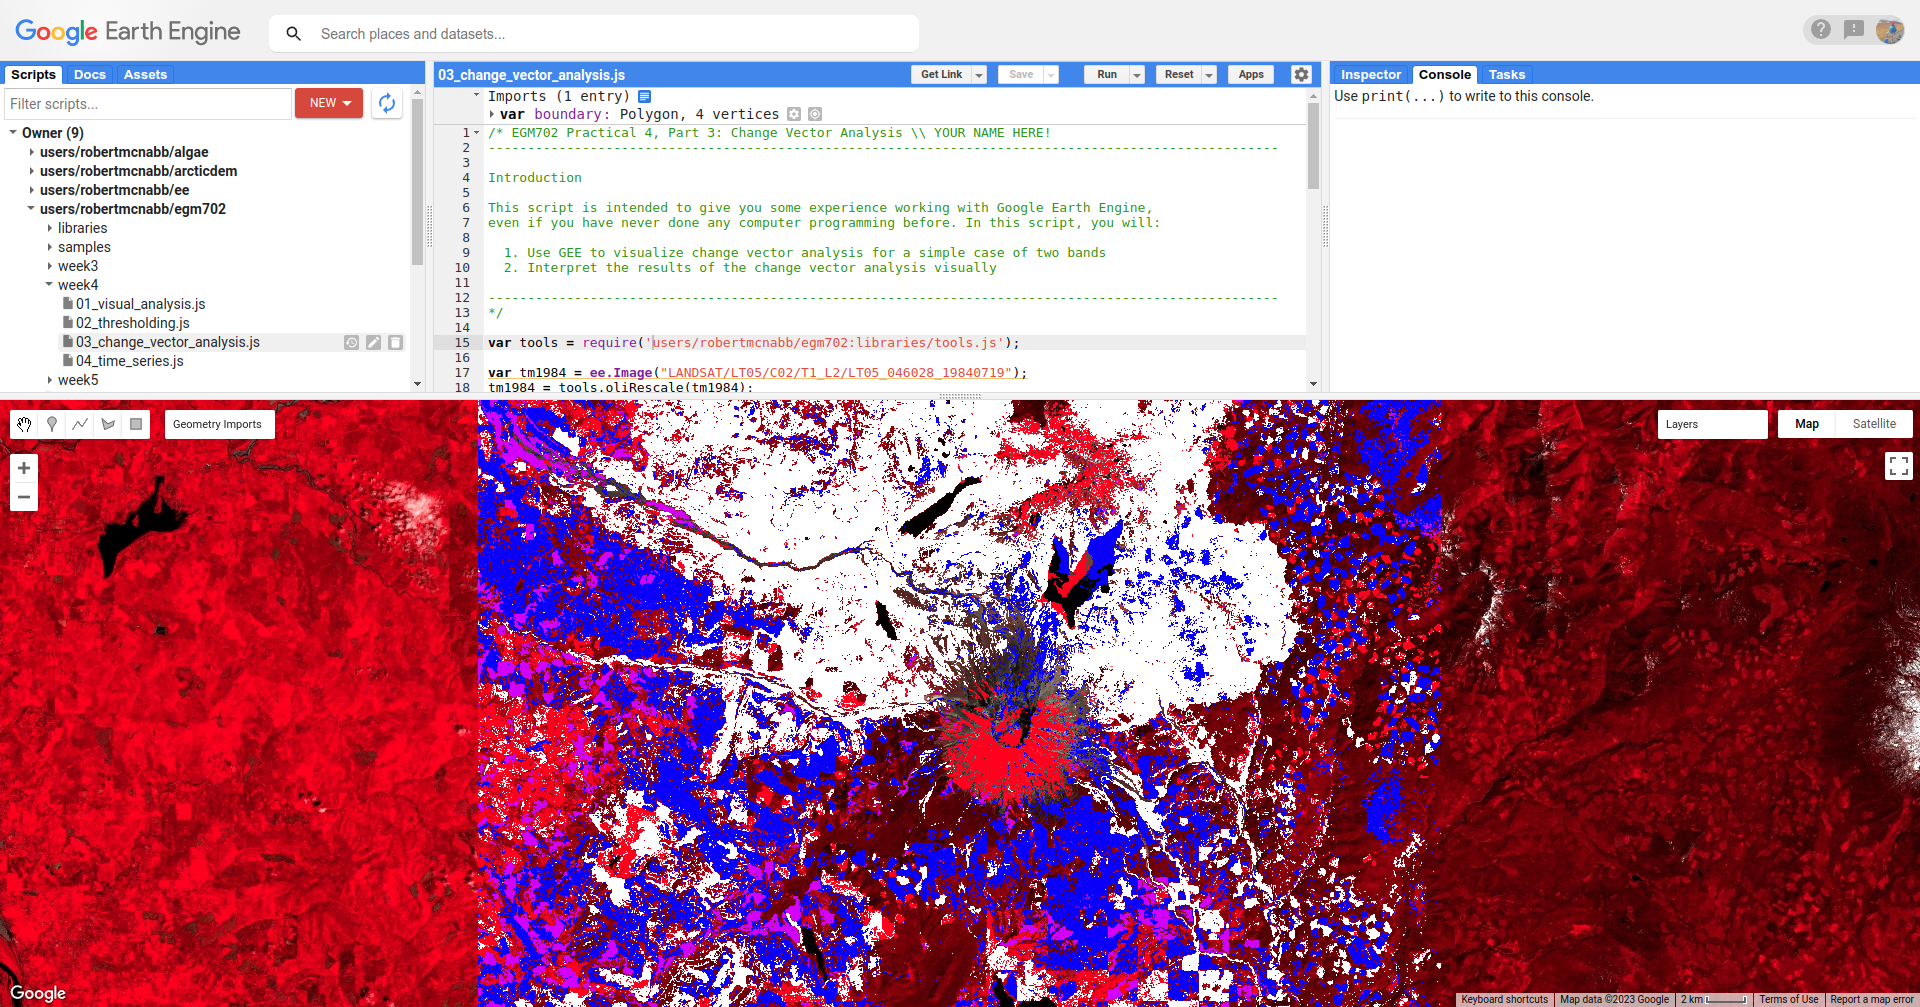 Google Earth Engine
Search places and datasets...
Scripts Docs Assets
Filter scripts...
NEW
Owner (9)
users/robertmcnabb/algae
users/robertmcnabb/arcticdem
users/robertmcnabb/ee
users/robertmcnabb/egm702
libraries
samples
week3
week4
01_visual_analysis.js
02_thresholding.js
03_change_vector_analysis.js
04_time_series.js
week5
03_change_vector_analysis.js
Get Link Save Run Reset Apps
Imports (1 entry)
var boundary: Polygon, 4 vertices
1 /* EGM702 Practical 4, Part 3: Change Vector Analysis \\ YOUR NAME HERE!
2 -----------------------------------------------------------------------------------------------------
3
4 Introduction
5
6 This script is intended to give you some experience working with Google Earth Engine,
7 even if you have never done any computer programming before. In this script, you will:
8
9 1. Use GEE to visualize change vector analysis for a simple case of two bands
10 2. Interpret the results of the change vector analysis visually
11
12 -----------------------------------------------------------------------------------------------------
13 */
14
15 var tools = require('users/robertmcnabb/egm702:libraries/tools.js');
16
17 var tm1984 = ee.Image("LANDSAT/LT05/C02/T1_L2/LT05_046028_19840719");
18 tm1984 = tools.oliRescale(tm1984);
Inspector Console Tasks
Use print(...) to write to this console.
Geometry Imports
Layers
Map Satellite
+
−
Google
Keyboard shortcuts Map data ©2023 Google 2 km Terms of Use Report a map error